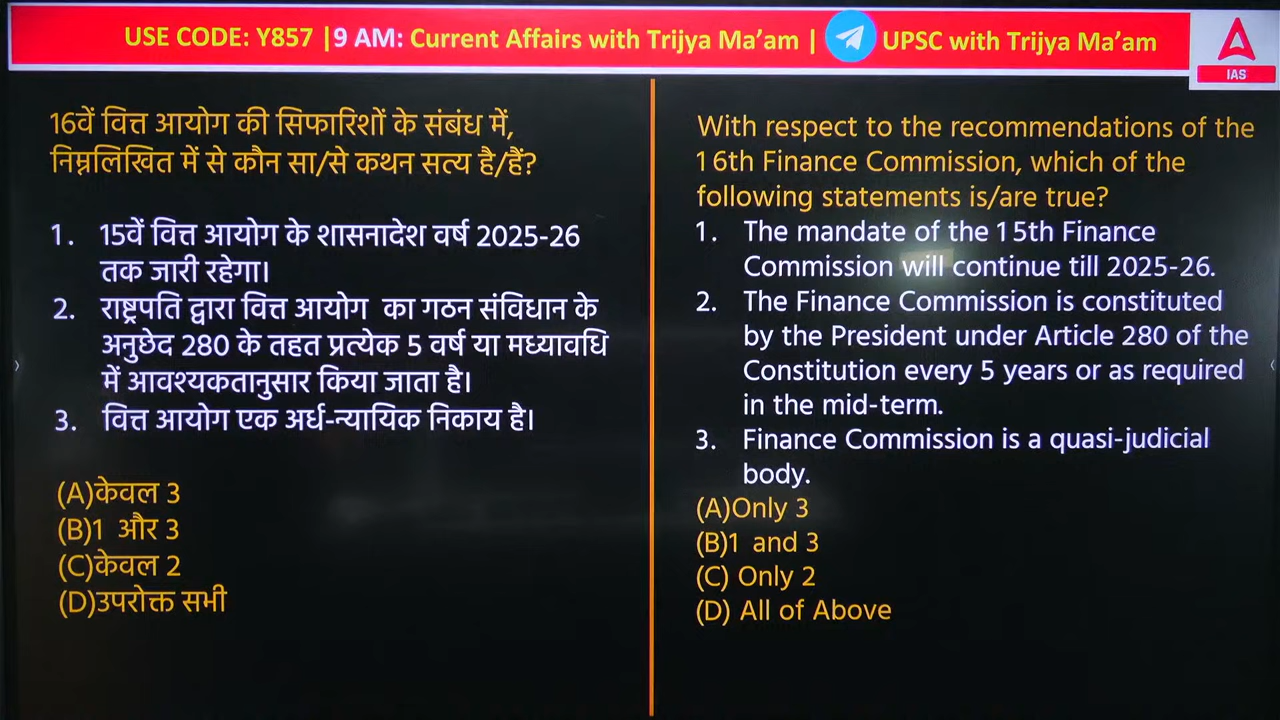 USE CODE: Y857 |9 AM: Current Affairs with Trijya Ma’am | UPSC with Trijya Ma’am
IAS
16वें वित्त आयोग की सिफारिशों के संबंध में,
निम्नलिखित में से कौन सा/से कथन सत्य है/हैं?
1. 15वें वित्त आयोग के शासनादेश वर्ष 2025-26
तक जारी रहेगा।
2. राष्ट्रपति द्वारा वित्त आयोग का गठन संविधान के
अनुछेद 280 के तहत प्रत्येक 5 वर्ष या मध्यावधि
में आवश्यकतानुसार किया जाता है।
3. वित्त आयोग एक अर्ध-न्यायिक निकाय है।
(A)केवल 3
(B)1 और 3
(C)केवल 2
(D)उपरोक्त सभी
With respect to the recommendations of the
16th Finance Commission, which of the
following statements is/are true?
1. The mandate of the 15th Finance
Commission will continue till 2025-26.
2. The Finance Commission is constituted
by the President under Article 280 of the
Constitution every 5 years or as required
in the mid-term.
3. Finance Commission is a quasi-judicial
body.
(A)Only 3
(B)1 and 3
(C) Only 2
(D) All of Above